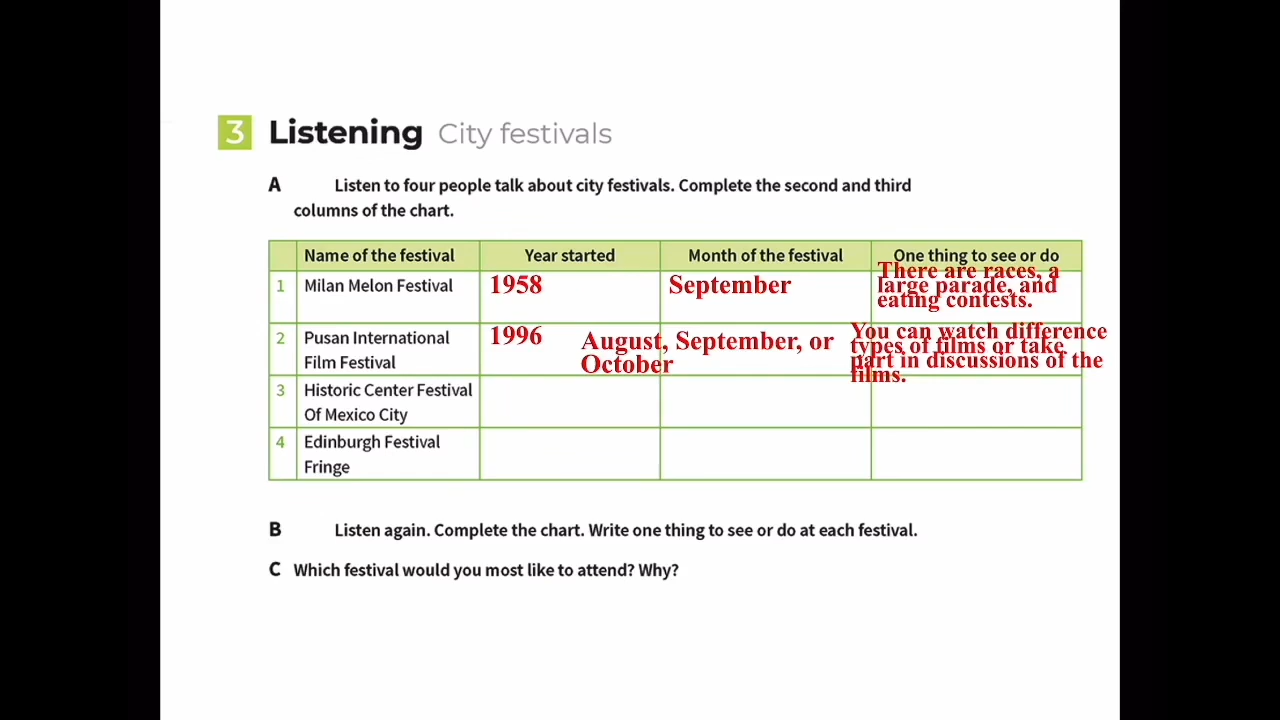 3 Listening City festivals
A Listen to four people talk about city festivals. Complete the second and third
columns of the chart.
Name of the festival Year started Month of the festival One thing to see or do
1 Milan Melon Festival 1958 September There are races, a
large parade, and
eating contests.
2 Pusan International
Film Festival
1996 August, September, or
October
You can watch difference
types of films or take
part in discussions of the
films.
3 Historic Center Festival
Of Mexico City
4 Edinburgh Festival
Fringe
B Listen again. Complete the chart. Write one thing to see or do at each festival.
C Which festival would you most like to attend? Why?